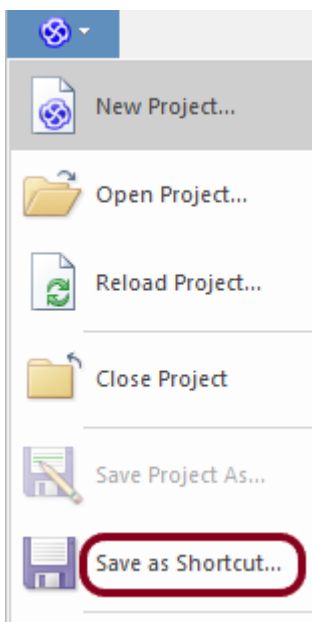 New Project...
Open Project...
Reload Project...
Close Project
Save Project As...
Save as Shortcut...